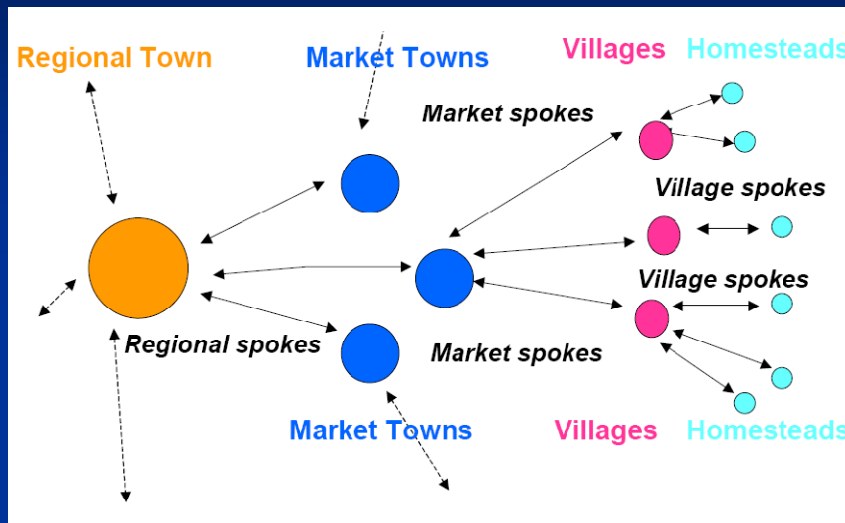 Regional Town
Market Towns
Villages
Homesteads
Market spokes
Village spokes
Village spokes
Regional spokes
Market spokes
Market Towns
Villages
Homesteads